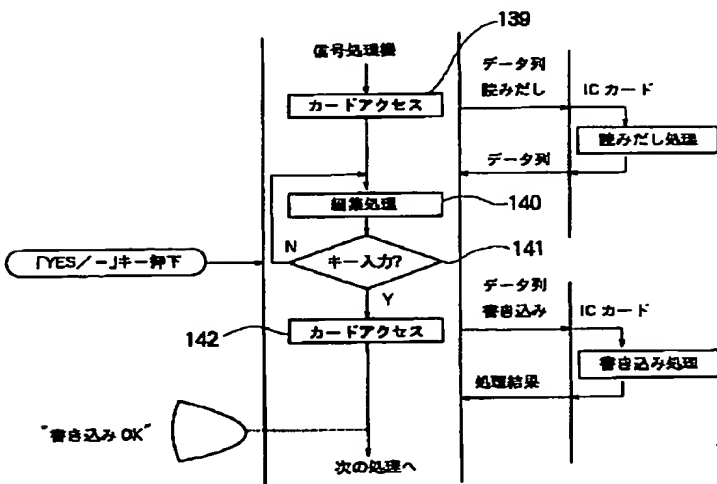 139
信号処理機
データ列
カードアクセス
読みだし
ICカード
読みだし処理
データ列
編集処理
140
N
「YES/-」キー押下
キー入力?
141
Y
データ列
142
カードアクセス
書き込み
ICカード
書き込み処理
処理結果
"書き込みOK"
次の処理へ